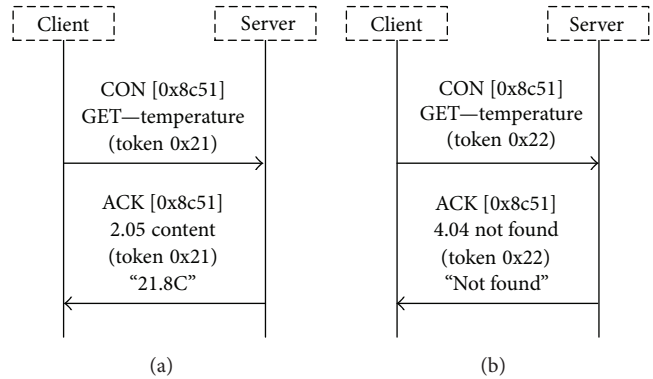 Client
Server
CON [0x8c51]
GET—temperature
(token 0x21)
ACK [0x8c51]
2.05 content
(token 0x21)
“21.8C”
(a)
Client
Server
CON [0x8c51]
GET—temperature
(token 0x22)
ACK [0x8c51]
4.04 not found
(token 0x22)
“Not found”
(b)